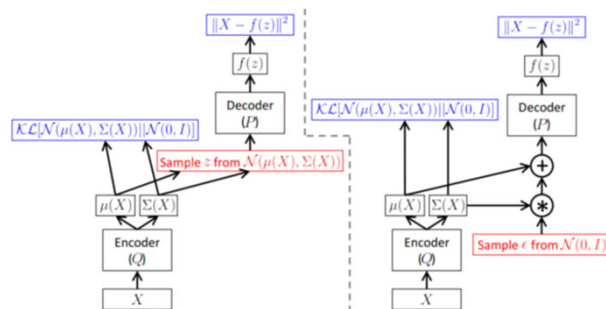 ‖X − f(z)‖²
f(z)
Decoder
(P)
𝒦ℒ[𝒩(μ(X), Σ(X))||𝒩(0, I)]
Sample z from 𝒩(μ(X), Σ(X))
μ(X)
Σ(X)
Encoder
(Q)
X
‖X − f(z)‖²
f(z)
Decoder
(P)
𝒦ℒ[𝒩(μ(X), Σ(X))||𝒩(0, I)]
+
μ(X)
Σ(X)
*
Encoder
(Q)
Sample ϵ from 𝒩(0, I)
X